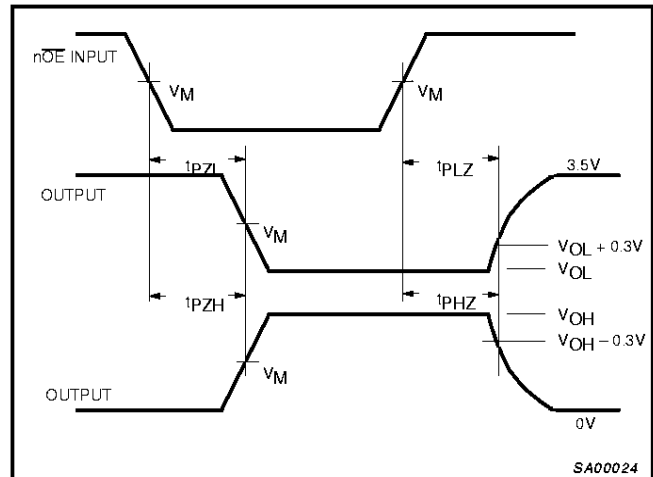 nOE INPUT
VM
VM
tPZL
tPLZ
3.5V
OUTPUT
VM
VOL + 0.3V
VOL
tPZH
tPHZ
VOH
VOH – 0.3V
VM
OUTPUT
0V
SA00024